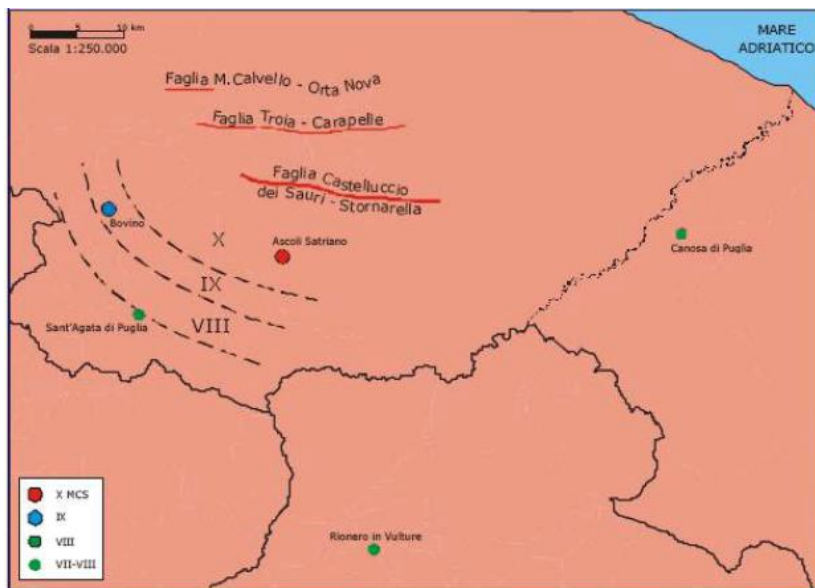 0 5 10 km
Scala 1:250.000
MARE
ADRIATICO
Faglia M.Calvello - Orta Nova
Faglia Troia - Carapelle
Faglia Castelluccio
dei Sauri - Stornarella
Bovino
X
Ascoli Satriano
Canosa di Puglia
IX
VIII
Sant'Agata di Puglia
X MCS
IX
VIII
VII-VIII
Rionero in Vulture